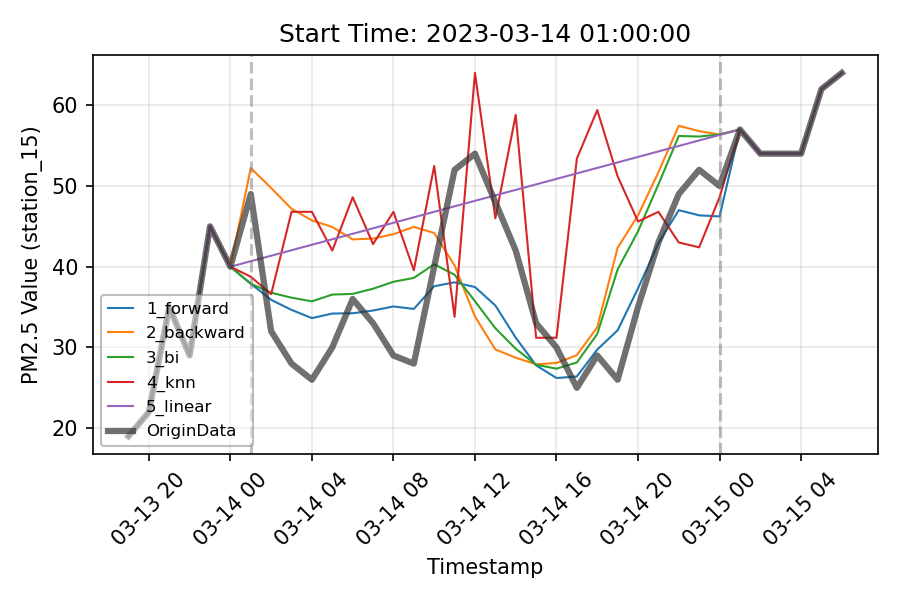 Start Time: 2023-03-14 01:00:00
PM2.5 Value (station_15)
60
50
40
30
20
1_forward
2_backward
3_bi
4_knn
5_linear
OriginData
03-13 20
03-14 00
03-14 04
03-14 08
03-14 12
03-14 16
03-14 20
03-15 00
03-15 04
Timestamp